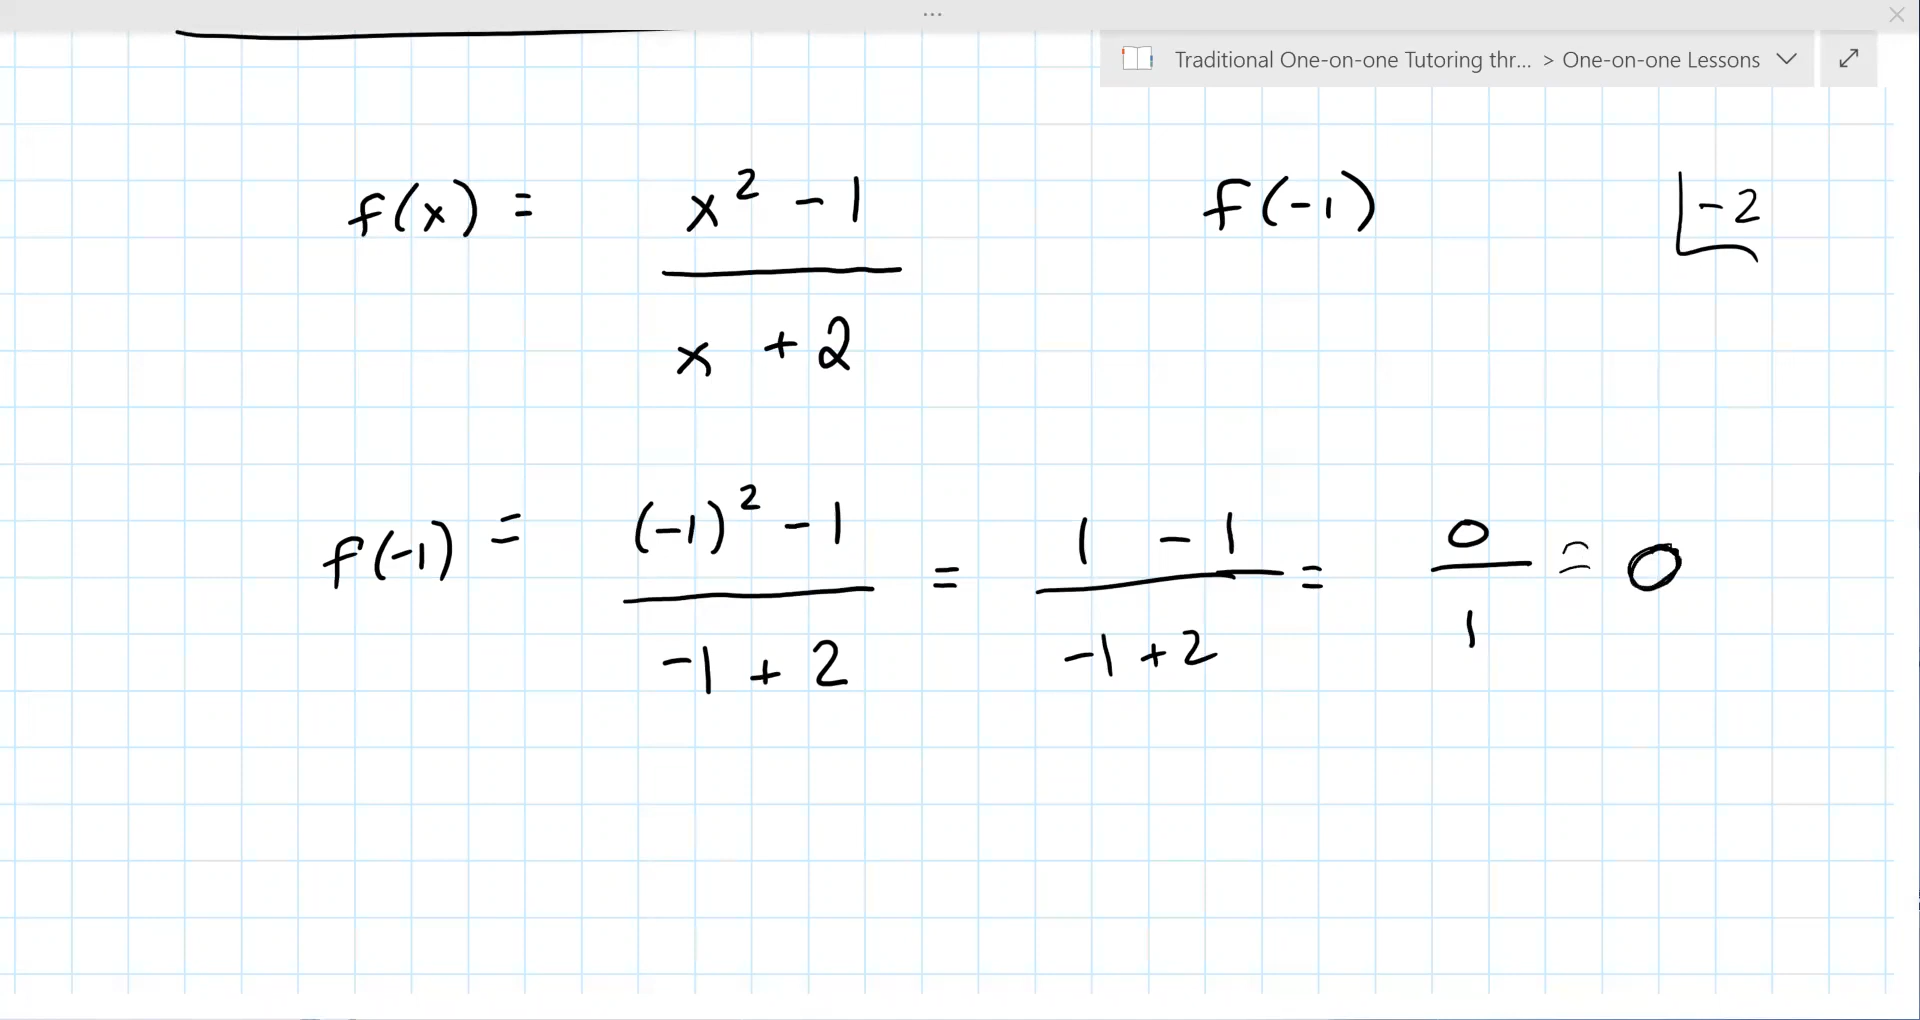 Traditional One-on-one Tutoring thr... > One-on-one Lessons
f(x) = (x² - 1) / (x + 2)    f(-1)    -2
f(-1) = ((-1)² - 1) / (-1 + 2) = (1 - 1) / (-1 + 2) = 0/1 = 0